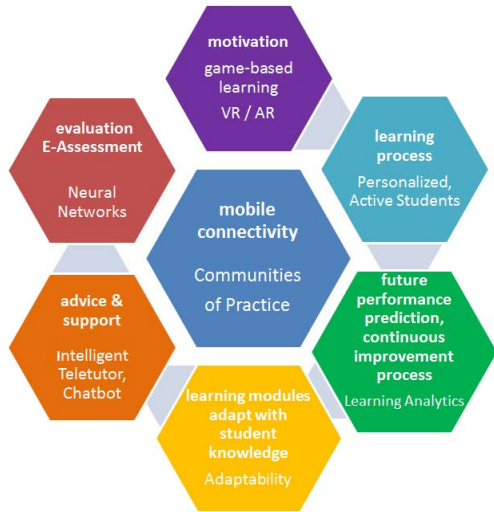 motivation
game-based
learning
VR / AR
learning
process
Personalized,
Active Students
future
performance
prediction,
continuous
improvement
process
Learning Analytics
learning modules
adapt with
student
knowledge
Adaptability
advice &
support
Intelligent
Teletutor,
Chatbot
evaluation
E-Assessment
Neural
Networks
mobile
connectivity
Communities
of Practice